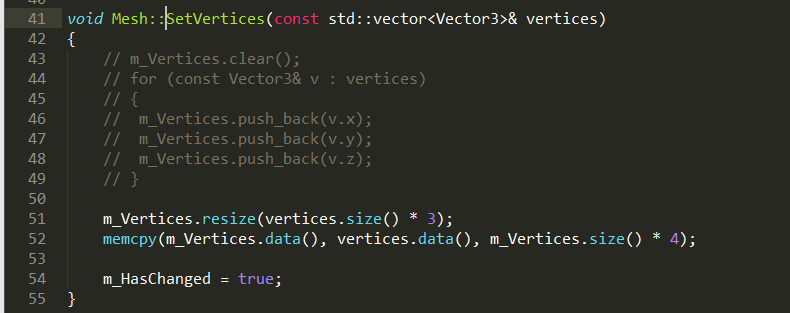 41 void Mesh::SetVertices(const std::vector<Vector3>& vertices)
42 {
43     // m_Vertices.clear();
44     // for (const Vector3& v : vertices)
45     // {
46     //  m_Vertices.push_back(v.x);
47     //  m_Vertices.push_back(v.y);
48     //  m_Vertices.push_back(v.z);
49     // }
50
51     m_Vertices.resize(vertices.size() * 3);
52     memcpy(m_Vertices.data(), vertices.data(), m_Vertices.size() * 4);
53
54     m_HasChanged = true;
55 }